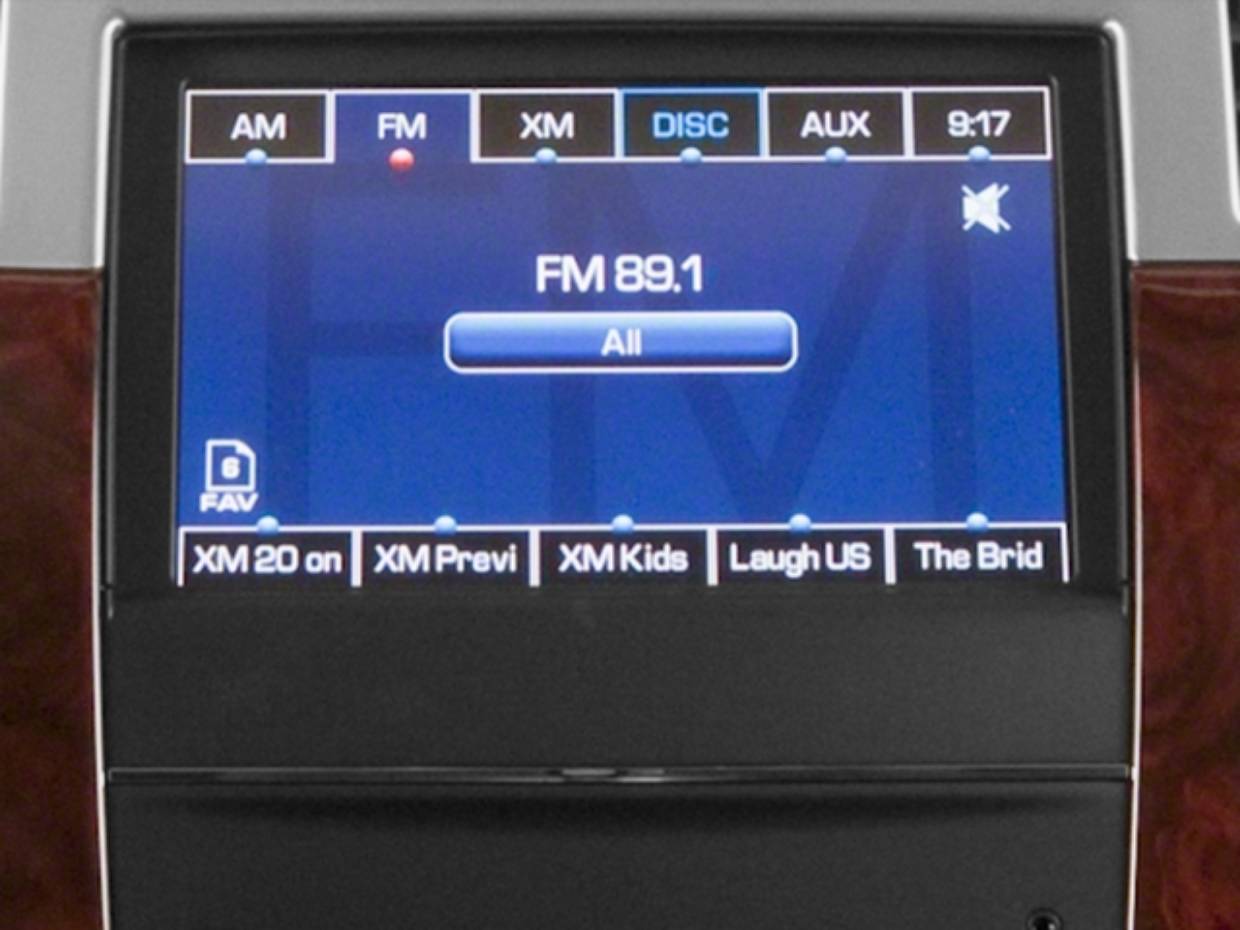 AM FM XM DISC AUX 9:17
FM 89.1
All
6
FAV
XM 20 on XM Previ XM Kids Laugh US The Brid